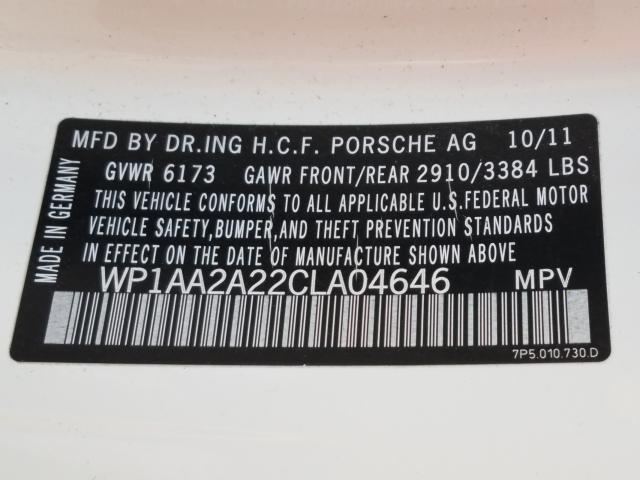 MFD BY DR.ING H.C.F. PORSCHE AG 10/11
GVWR 6173 GAWR FRONT/REAR 2910/3384 LBS
THIS VEHICLE CONFORMS TO ALL APPLICABLE U.S.FEDERAL MOTOR
VEHICLE SAFETY,BUMPER,AND THEFT PREVENTION STANDARDS
IN EFFECT ON THE DATE OF MANUFACTURE SHOWN ABOVE
WP1AA2A22CLA04646 MPV
7P5.010.730.D
MADE IN GERMANY